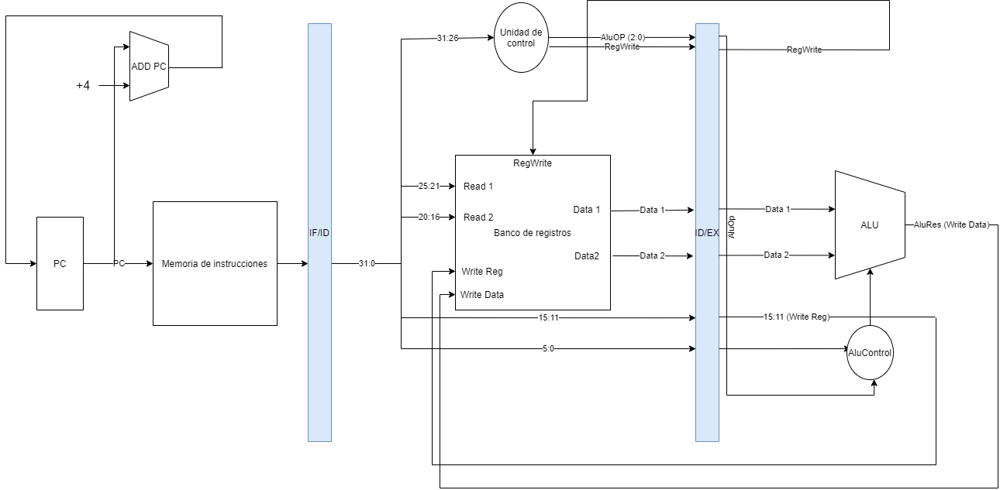 Unidad de
control
31:26
AluOP (2:0)
RegWrite
RegWrite
ADD PC
+4
RegWrite
25:21
Read 1
20:16
Read 2
Data 1
Data 1
Data 1
Banco de registros
Data2
Data 2
Data 2
IF/ID
ID/EX
AluOp
ALU
AluRes (Write Data)
PC
PC
Memoria de instrucciones
31:0
Write Reg
Write Data
15:11
15:11 (Write Reg)
5:0
AluControl